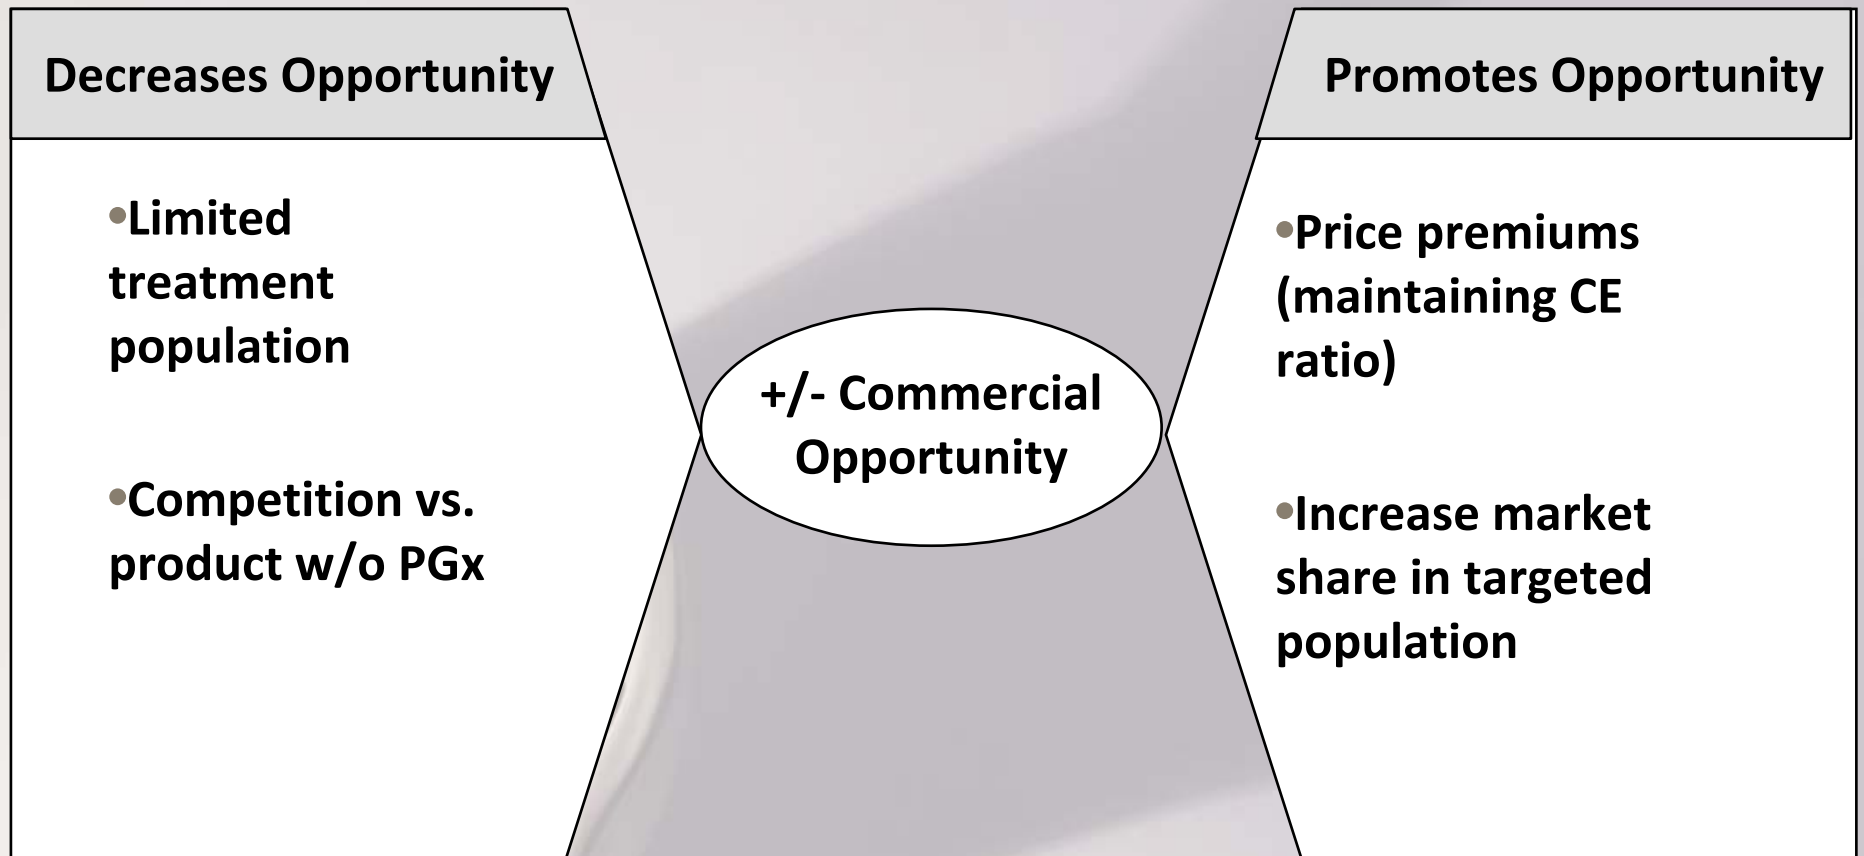 Decreases Opportunity
•Limited
treatment
population
•Competition vs.
product w/o PGx
+/- Commercial
Opportunity
Promotes Opportunity
•Price premiums
(maintaining CE
ratio)
•Increase market
share in targeted
population